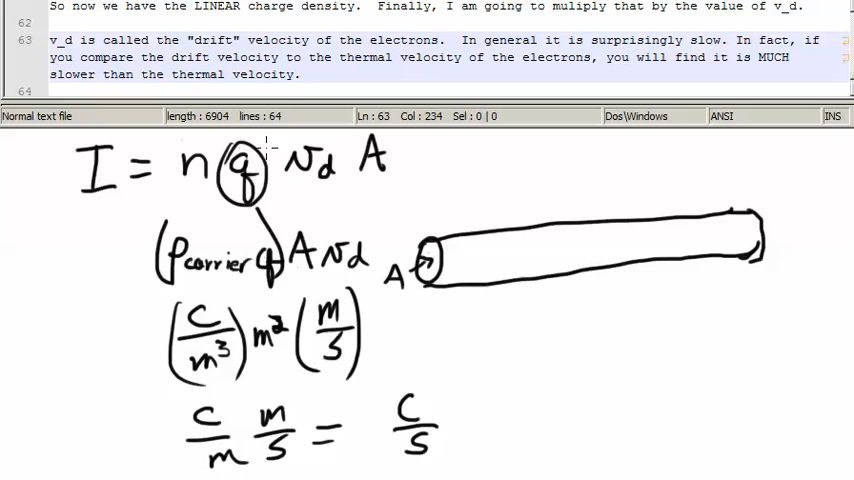 So now we have the LINEAR charge density.  Finally, I am going to muliply that by the value of v_d.
62
63 v_d is called the "drift" velocity of the electrons.  In general it is surprisingly slow. In fact, if
you compare the drift velocity to the thermal velocity of the electrons, you will find it is MUCH
slower than the thermal velocity.
64
Normal text file length : 6904 lines : 64 Ln : 63 Col : 234 Sel : 0 | 0 Dos\Windows ANSI INS
I = n q v_d A
(ρ_carrier q) A v_d
A
(C/m³) m² (m/s)
C/m m/s = C/s